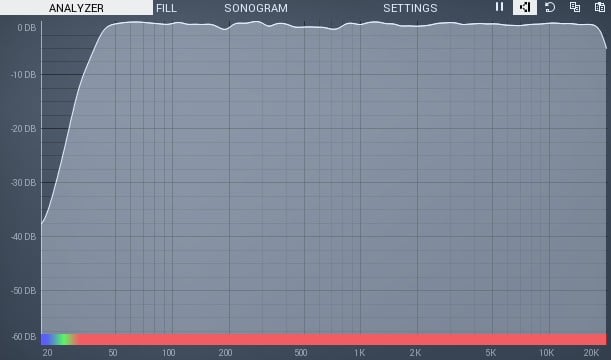 ANALYZER FILL SONOGRAM SETTINGS
0 DB
-10 DB
-20 DB
-30 DB
-40 DB
-50 DB
-60 DB
20 50 100 200 500 1K 2K 5K 10K 20K